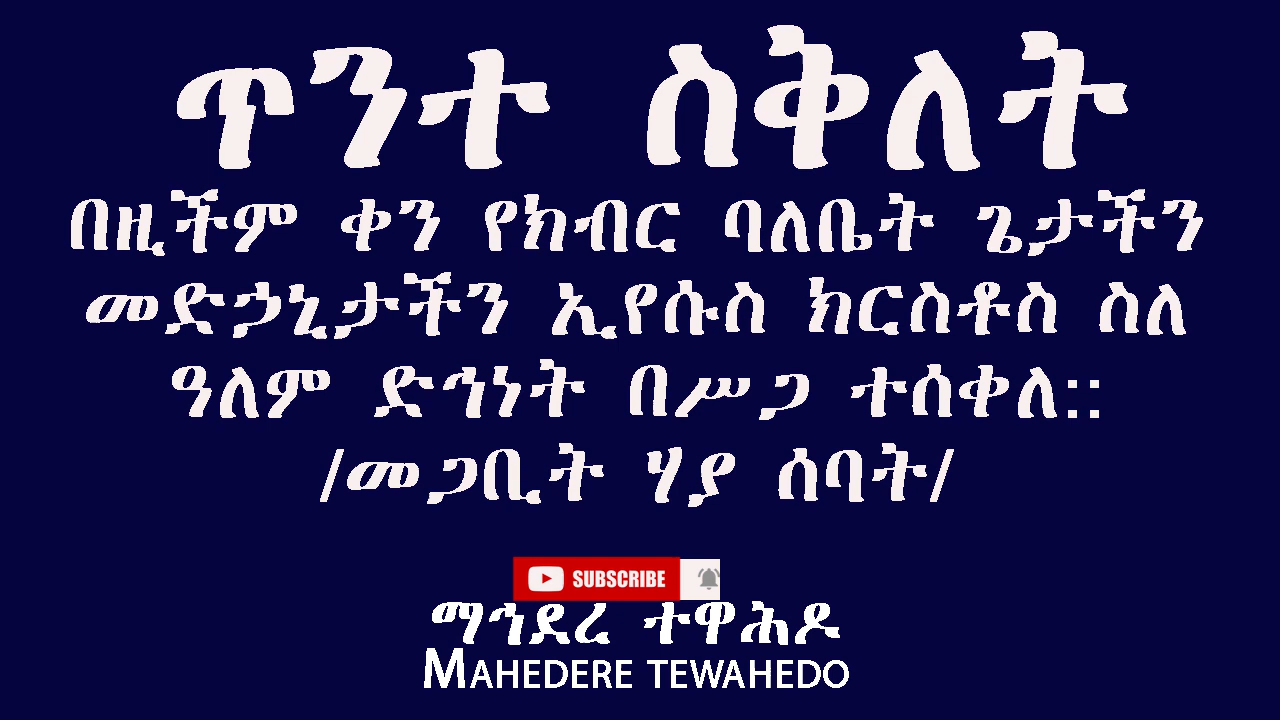 ጥንተ ስቅለት
በዚችም ቀን የክብር ባለቤት ጌታችን
መድኃኒታችን ኢየሱስ ክርስቶስ ስለ
ዓለም ድኅነት በሥጋ ተሰቀለ::
/መጋቢት ሃያ ሰባት/
SUBSCRIBE
ማኅደረ ተዋሕዶ
MAHEDERE TEWAHEDO